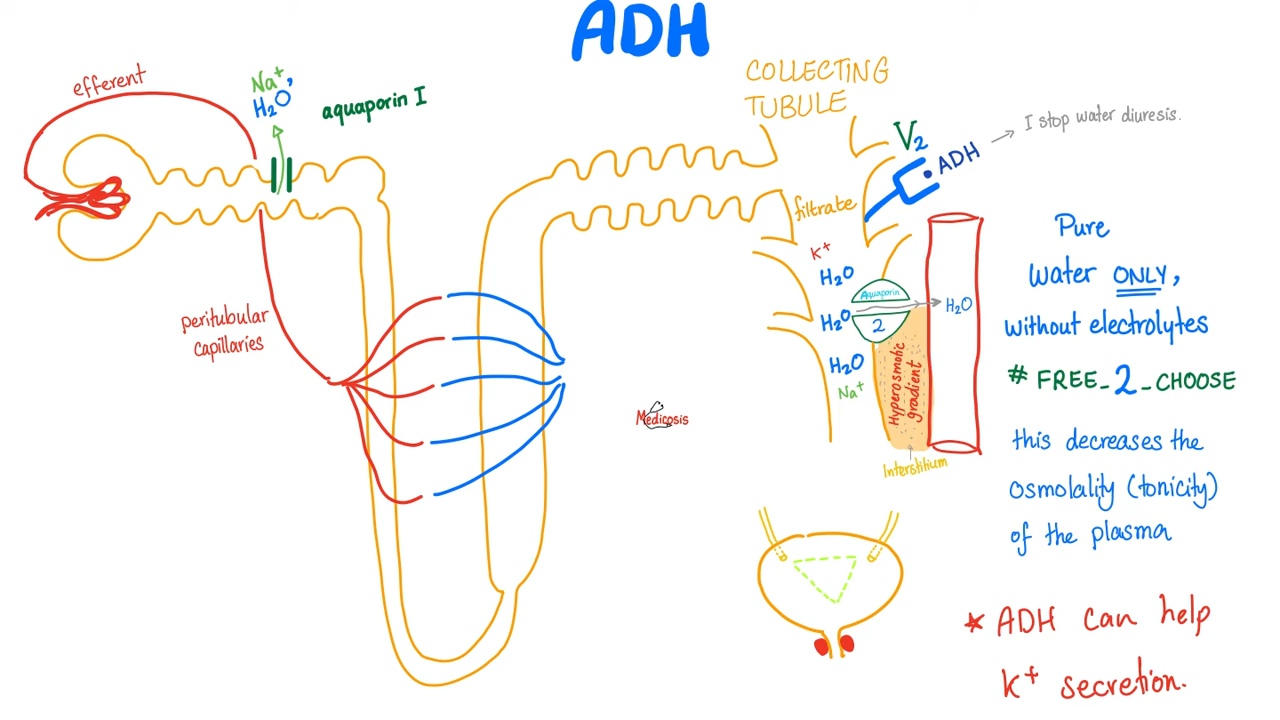 ADH
efferent
Na⁺,
H₂O
aquaporin I
peritubular
capillaries
Medicosis
COLLECTING
TUBULE
V₂
ADH
I stop water diuresis.
filtrate
K⁺
H₂O
H₂O
H₂O
Na⁺
Aquaporin
2
H₂O
Hyperosmotic
gradient
Interstitium
Pure
Water ONLY,
without electrolytes
# FREE_2_CHOOSE
this decreases the
osmolality (tonicity)
of the plasma
* ADH can help
K⁺ secretion.